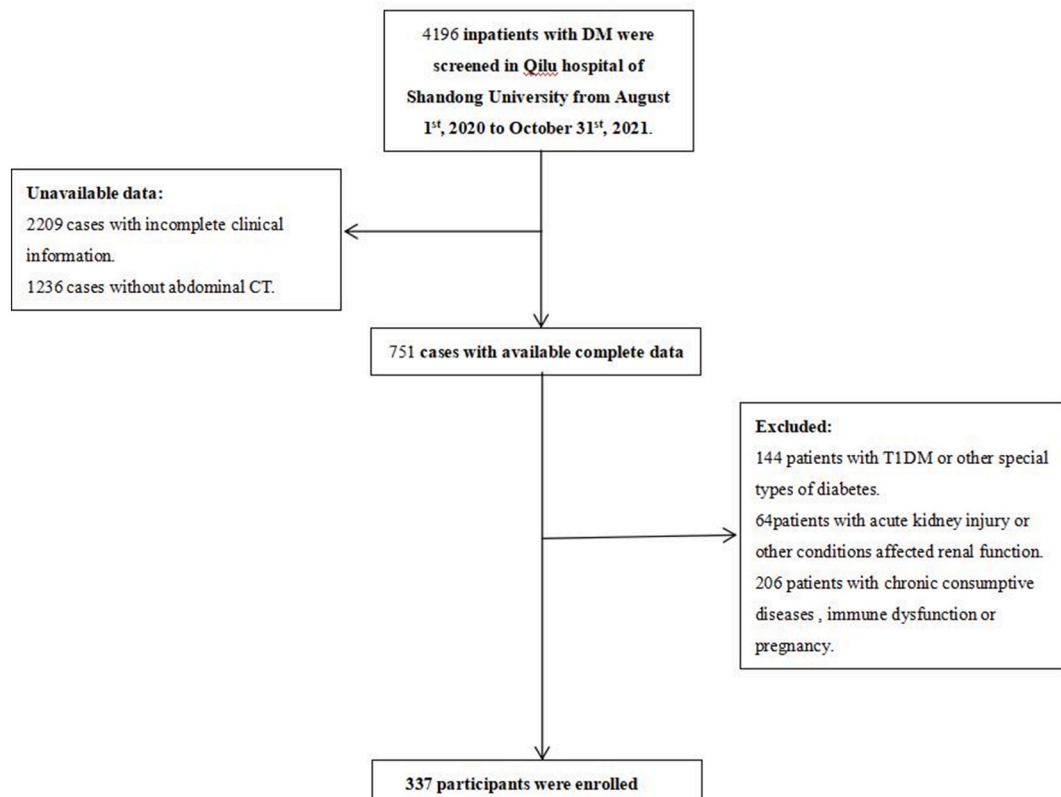 4196 inpatients with DM were
screened in Qilu hospital of
Shandong University from August
1st, 2020 to October 31st, 2021.
Unavailable data:
2209 cases with incomplete clinical
information.
1236 cases without abdominal CT.
751 cases with available complete data
Excluded:
144 patients with T1DM or other special
types of diabetes.
64patients with acute kidney injury or
other conditions affected renal function.
206 patients with chronic consumptive
diseases , immune dysfunction or
pregnancy.
337 participants were enrolled